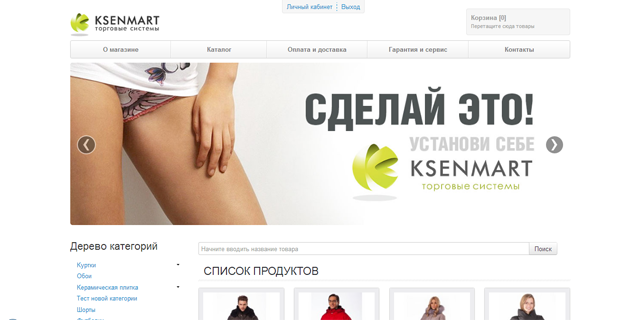 Личный кабинет Выход
KSENMART
торговые системы
Корзина [0]
Перетащите сюда товары
О магазине Каталог Оплата и доставка Гарантия и сервис Контакты
СДЕЛАЙ ЭТО!
УСТАНОВИ СЕБЕ
KSENMART
торговые системы
Дерево категорий
Начните вводить название товара Поиск
Куртки
СПИСОК ПРОДУКТОВ
Обои
Керамическая плитка
Тест новой категории
Шорты